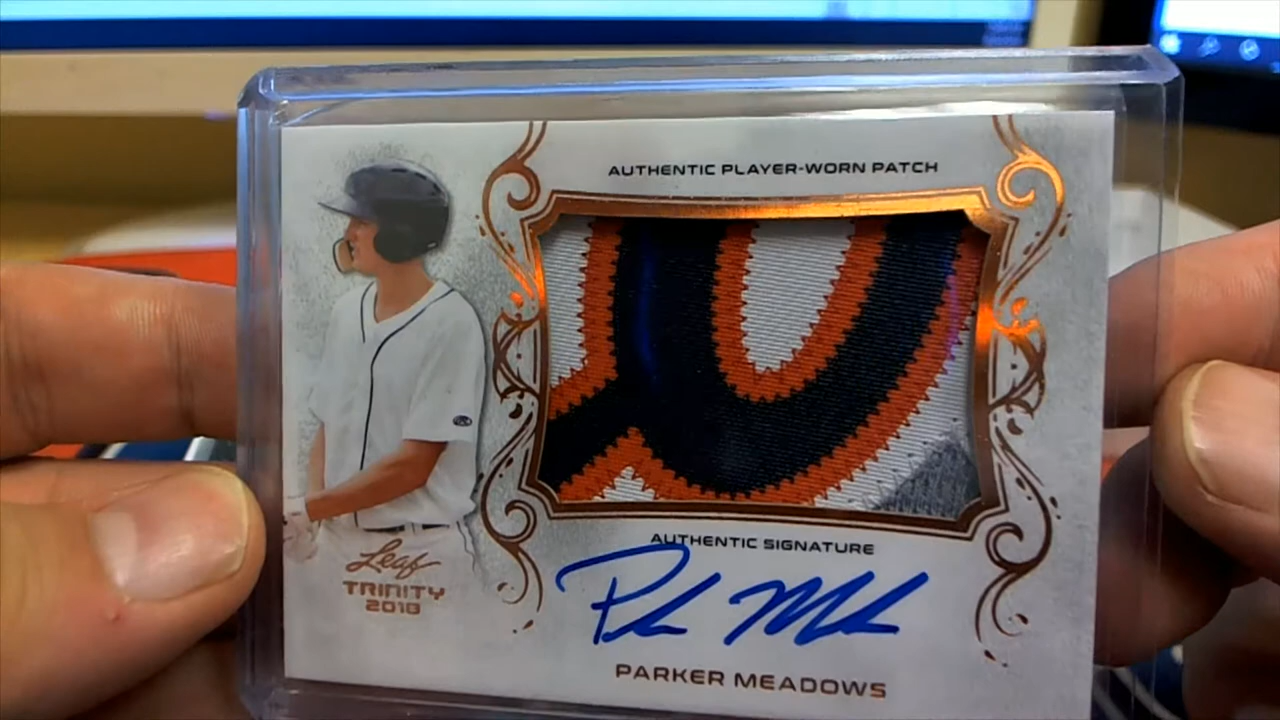 AUTHENTIC PLAYER-WORN PATCH
AUTHENTIC SIGNATURE
Leaf
TRINITY
2018
PARKER MEADOWS